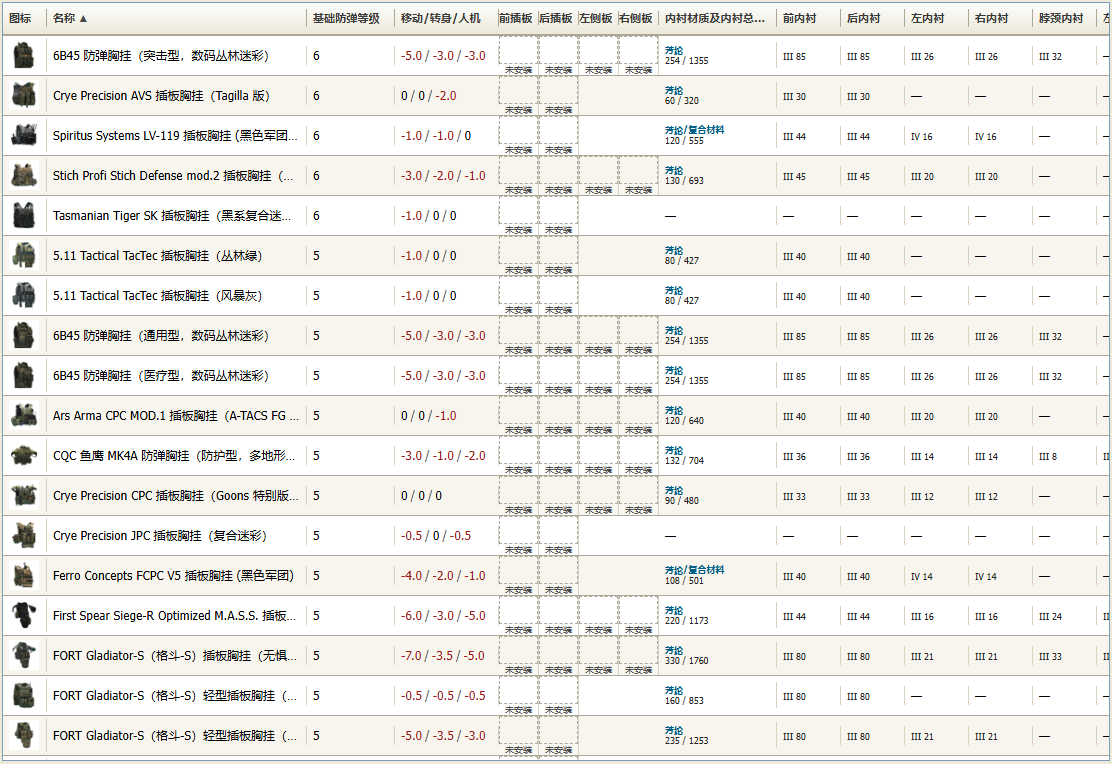 图标 名称 ▲ 基础防弹等级 移动/转身/人机 前插板 后插板 左侧板 右侧板 内衬材质及内衬总... 前内衬 后内衬 左内衬 右内衬 脖颈内衬
6B45 防弹胸挂（突击型，数码丛林迷彩） 6 -5.0 / -3.0 / -3.0 未安装 未安装 未安装 未安装 芳纶 254 / 1355 III 85 III 85 III 26 III 26 III 32 —
Crye Precision AVS 插板胸挂（Tagilla 版） 6 0 / 0 / -2.0 未安装 未安装 芳纶 60 / 320 III 30 III 30 — — — —
Spiritus Systems LV-119 插板胸挂 (黑色军团... 6 -1.0 / -1.0 / 0 未安装 未安装 芳纶/复合材料 120 / 555 III 44 III 44 IV 16 IV 16 — —
Stich Profi Stich Defense mod.2 插板胸挂（... 6 -3.0 / -2.0 / -1.0 未安装 未安装 未安装 未安装 芳纶 130 / 693 III 45 III 45 III 20 III 20 — —
Tasmanian Tiger SK 插板胸挂（黑系复合迷... 6 -1.0 / 0 / 0 未安装 未安装 — — — — — — —
5.11 Tactical TacTec 插板胸挂（丛林绿） 5 -1.0 / 0 / 0 未安装 未安装 芳纶 80 / 427 III 40 III 40 — — — —
5.11 Tactical TacTec 插板胸挂（风暴灰） 5 -1.0 / 0 / 0 未安装 未安装 芳纶 80 / 427 III 40 III 40 — — — —
6B45 防弹胸挂（通用型，数码丛林迷彩） 5 -5.0 / -3.0 / -3.0 未安装 未安装 未安装 未安装 芳纶 254 / 1355 III 85 III 85 III 26 III 26 III 32 —
6B45 防弹胸挂（医疗型，数码丛林迷彩） 5 -5.0 / -3.0 / -3.0 未安装 未安装 未安装 未安装 芳纶 254 / 1355 III 85 III 85 III 26 III 26 III 32 —
Ars Arma CPC MOD.1 插板胸挂（A-TACS FG ... 5 0 / 0 / -1.0 未安装 未安装 未安装 未安装 芳纶 120 / 640 III 40 III 40 III 20 III 20 — —
CQC 鱼鹰 MK4A 防弹胸挂（防护型，多地形... 5 -3.0 / -1.0 / -2.0 未安装 未安装 未安装 未安装 芳纶 132 / 704 III 36 III 36 III 14 III 14 III 8
Crye Precision CPC 插板胸挂（Goons 特别版... 5 0 / 0 / 0 未安装 未安装 未安装 未安装 芳纶 90 / 480 III 33 III 33 III 12 III 12 — —
Crye Precision JPC 插板胸挂（复合迷彩） 5 -0.5 / 0 / -0.5 未安装 未安装 — — — — — — —
Ferro Concepts FCPC V5 插板胸挂 (黑色军团) 5 -4.0 / -2.0 / -1.0 未安装 未安装 芳纶/复合材料 108 / 501 III 40 III 40 IV 14 IV 14 — —
First Spear Siege-R Optimized M.A.S.S. 插板... 5 -6.0 / -3.0 / -5.0 未安装 未安装 未安装 未安装 芳纶 220 / 1173 III 44 III 44 III 16 III 16 III 24
FORT Gladiator-S（格斗-S）插板胸挂（无惧... 5 -7.0 / -3.5 / -5.0 未安装 未安装 未安装 未安装 芳纶 330 / 1760 III 80 III 80 III 21 III 21 III 33
FORT Gladiator-S（格斗-S）轻型插板胸挂（... 5 -0.5 / -0.5 / -0.5 未安装 未安装 芳纶 160 / 853 III 80 III 80 — — — —
FORT Gladiator-S（格斗-S）轻型插板胸挂（... 5 -5.0 / -3.5 / -3.0 未安装 未安装 芳纶 235 / 1253 III 80 III 80 III 21 III 21 — —